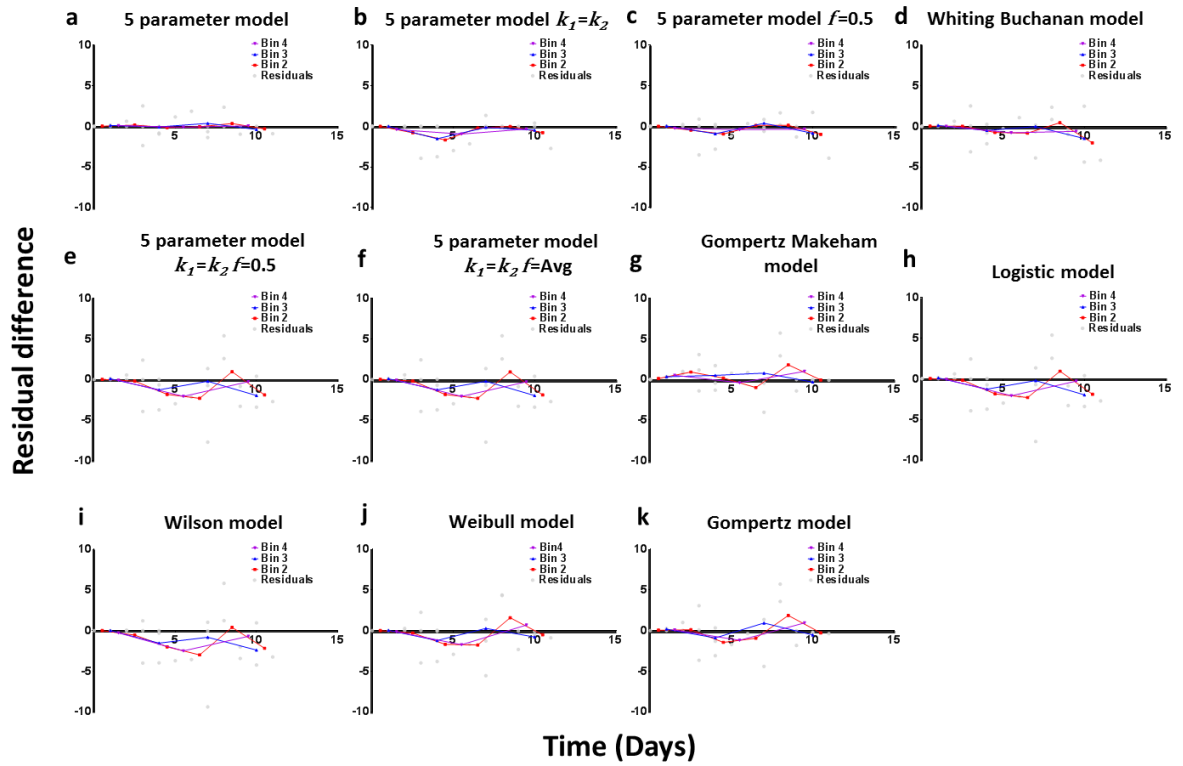 a 5 parameter model
10
5
0
-5
-10
5 10 15
Bin 4
Bin 3
Bin 2
Residuals
b 5 parameter model k₁=k₂
10
5
0
-5
-10
5 10 15
Bin 4
Bin 3
Bin 2
Residuals
c 5 parameter model f=0.5
10
5
0
-5
-10
5 10 15
Bin 4
Bin 3
Bin 2
Residuals
d Whiting Buchanan model
10
5
0
-5
-10
5 10 15
Bin 4
Bin 3
Bin 2
Residuals
Residual difference
e 5 parameter model
k₁=k₂ f=0.5
10
5
0
-5
-10
5 10 15
Bin 4
Bin 3
Bin 2
Residuals
f 5 parameter model
k₁=k₂ f=Avg
10
5
0
-5
-10
5 10 15
Bin 4
Bin 3
Bin 2
Residuals
g Gompertz Makeham
model
10
5
0
-5
-10
5 10 15
Bin 4
Bin 3
Bin 2
Residuals
h Logistic model
10
5
0
-5
-10
5 10 15
Bin 4
Bin 3
Bin 2
Residuals
i Wilson model
10
5
0
-5
-10
5 10 15
Bin 4
Bin 3
Bin 2
Residuals
j Weibull model
10
5
0
-5
-10
5 10 15
Bin4
Bin 3
Bin 2
Residuals
k Gompertz model
10
5
0
-5
-10
5 10 15
Bin 4
Bin 3
Bin 2
Residuals
Time (Days)